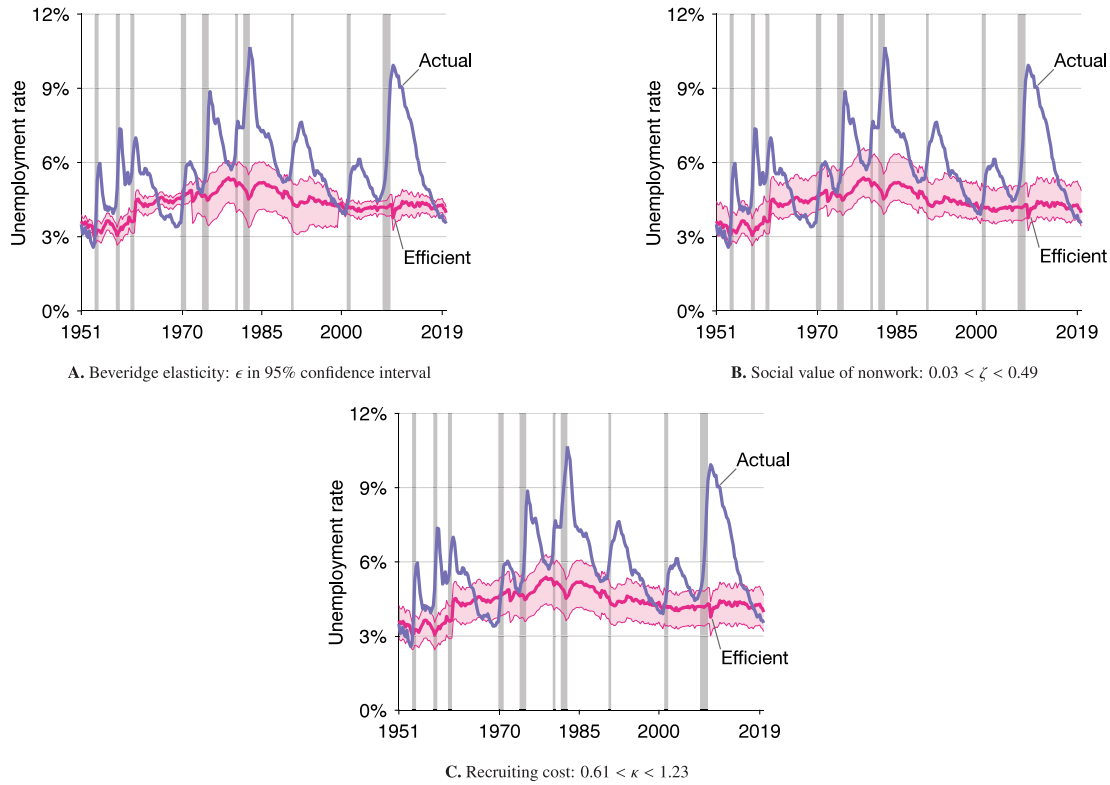 12%
9%
6%
3%
0%
Unemployment rate
Actual
Efficient
1951 1970 1985 2000 2019
A. Beveridge elasticity: ϵ in 95% confidence interval
12%
9%
6%
3%
0%
Unemployment rate
Actual
Efficient
1951 1970 1985 2000 2019
B. Social value of nonwork: 0.03 < ζ < 0.49
12%
9%
6%
3%
0%
Unemployment rate
Actual
Efficient
1951 1970 1985 2000 2019
C. Recruiting cost: 0.61 < κ < 1.23